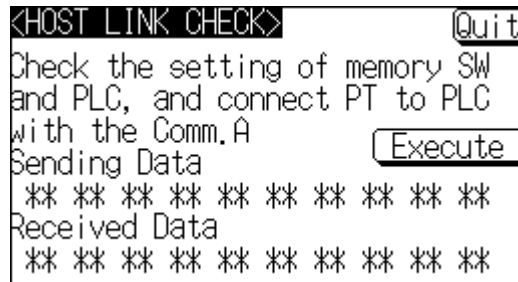 <HOST LINK CHECK>
Quit
Check the setting of memory SW
and PLC, and connect PT to PLC
with the Comm.A
Execute
Sending Data
** ** ** ** ** ** ** ** ** **
Received Data
** ** ** ** ** ** ** ** ** **